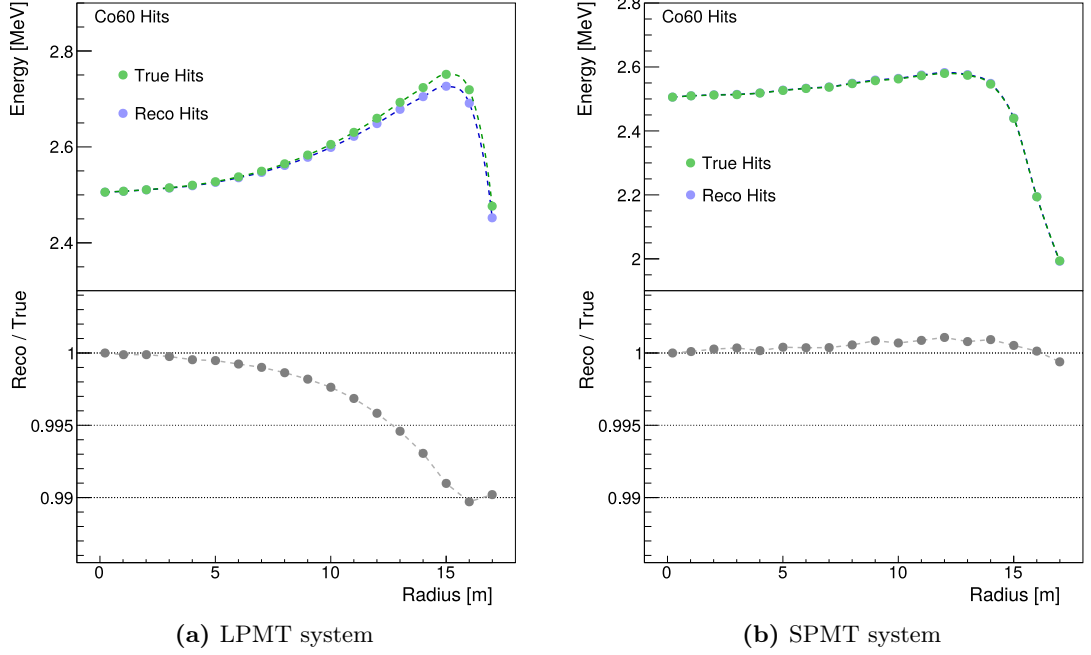 Co60 Hits
Energy [MeV]
2.8
2.6
2.4
True Hits
Reco Hits
Reco / True
1
0.995
0.99
0
5
10
15
Radius [m]
(a) LPMT system
Co60 Hits
Energy [MeV]
2.8
2.6
2.4
2.2
2
True Hits
Reco Hits
Reco / True
1
0.995
0.99
0
5
10
15
Radius [m]
(b) SPMT system